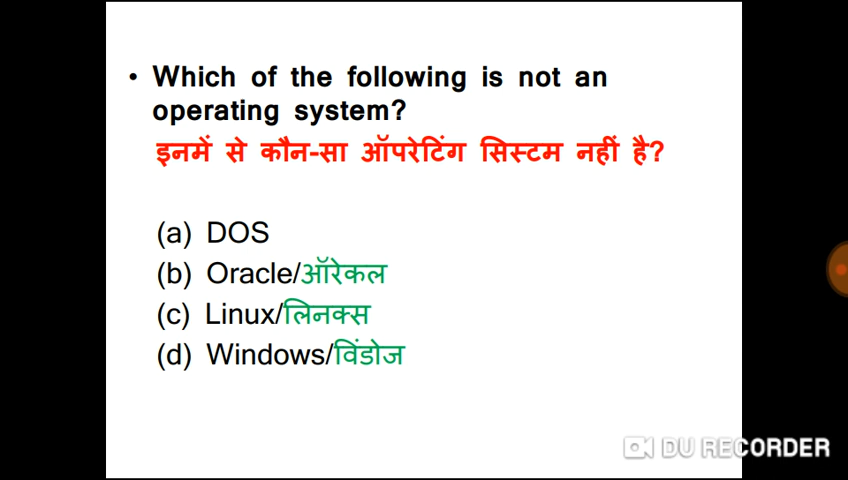 • Which of the following is not an
operating system?
इनमें से कौन-सा ऑपरेटिंग सिस्टम नहीं है?
(a) DOS
(b) Oracle/ऑरेकल
(c) Linux/लिनक्स
(d) Windows/विंडोज
DU RECORDER